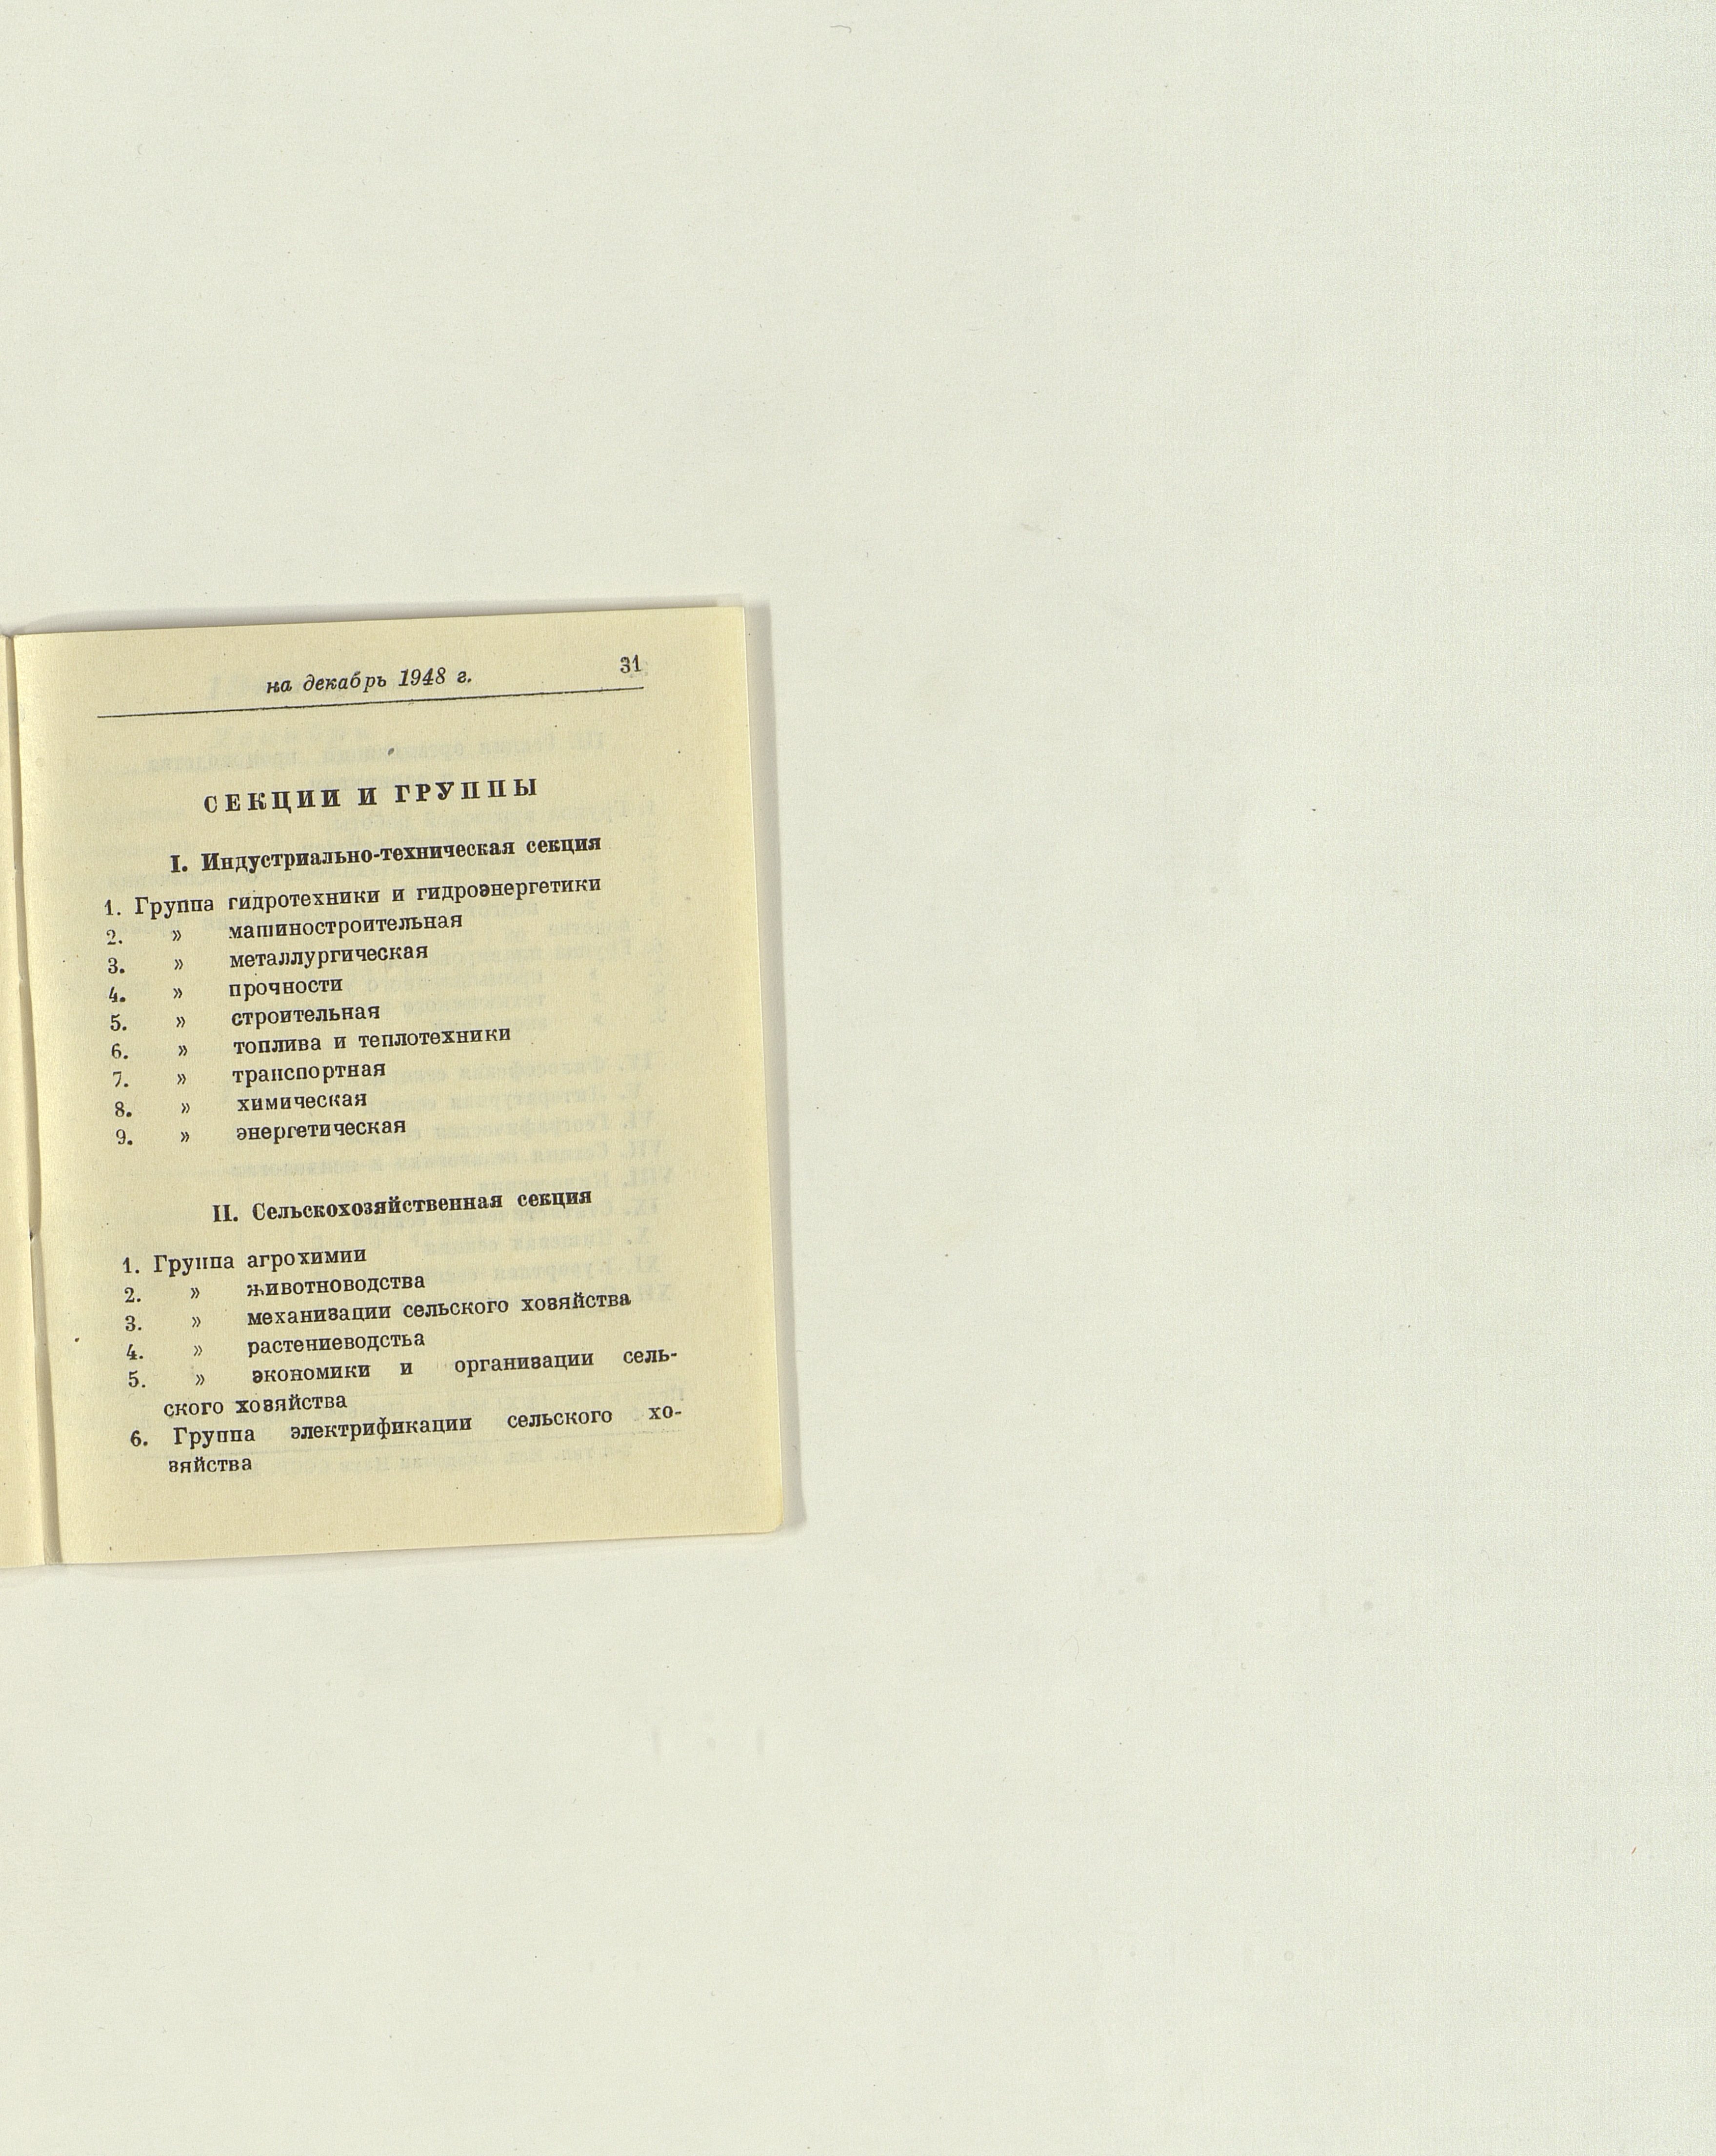 на декабрь 1948 г. 31
СЕКЦИИ И ГРУППЫ
I. Индустриально-техническая секция
1. Группа гидротехники и гидроэнергетики
2. » машиностроительная
3. » металлургическая
4. » прочности
5. » строительная
6. » топлива и теплотехники
7. » транспортная
8. » химическая
9. » энергетическая
II. Сельскохозяйственная секция
1. Группа агрохимии
2. » животноводства
3. » механизации сельского хозяйства
4. » растениеводства
5. » экономики и организации сель-
ского хозяйства
6. Группа электрификации сельского хо-
зяйства